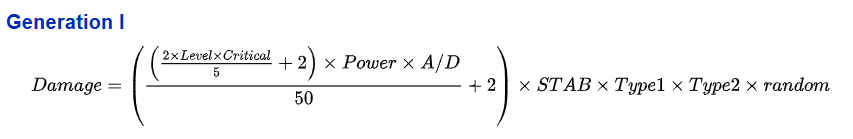 Generation I
Damage = (((2×Level×Critical/5 + 2) × Power × A/D)/50 + 2) × STAB × Type1 × Type2 × random